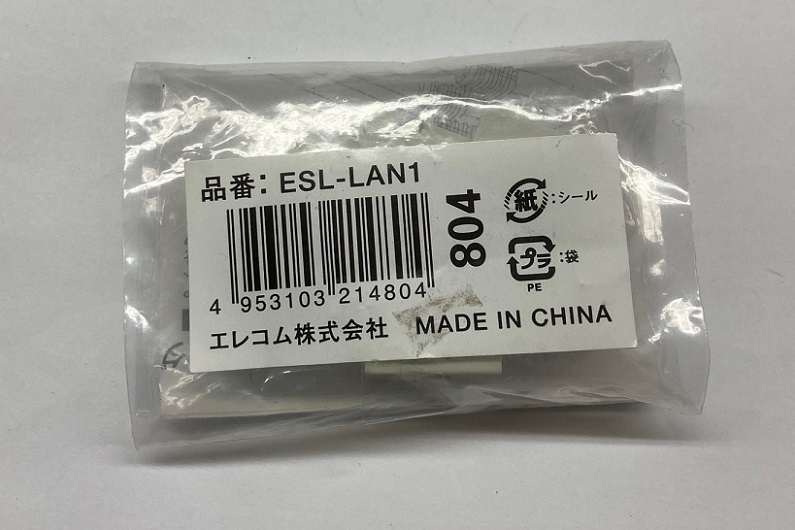 品番: ESL-LAN1
4 953103 214804
804
紙:シール
プラ:袋
PE
エレコム株式会社 MADE IN CHINA